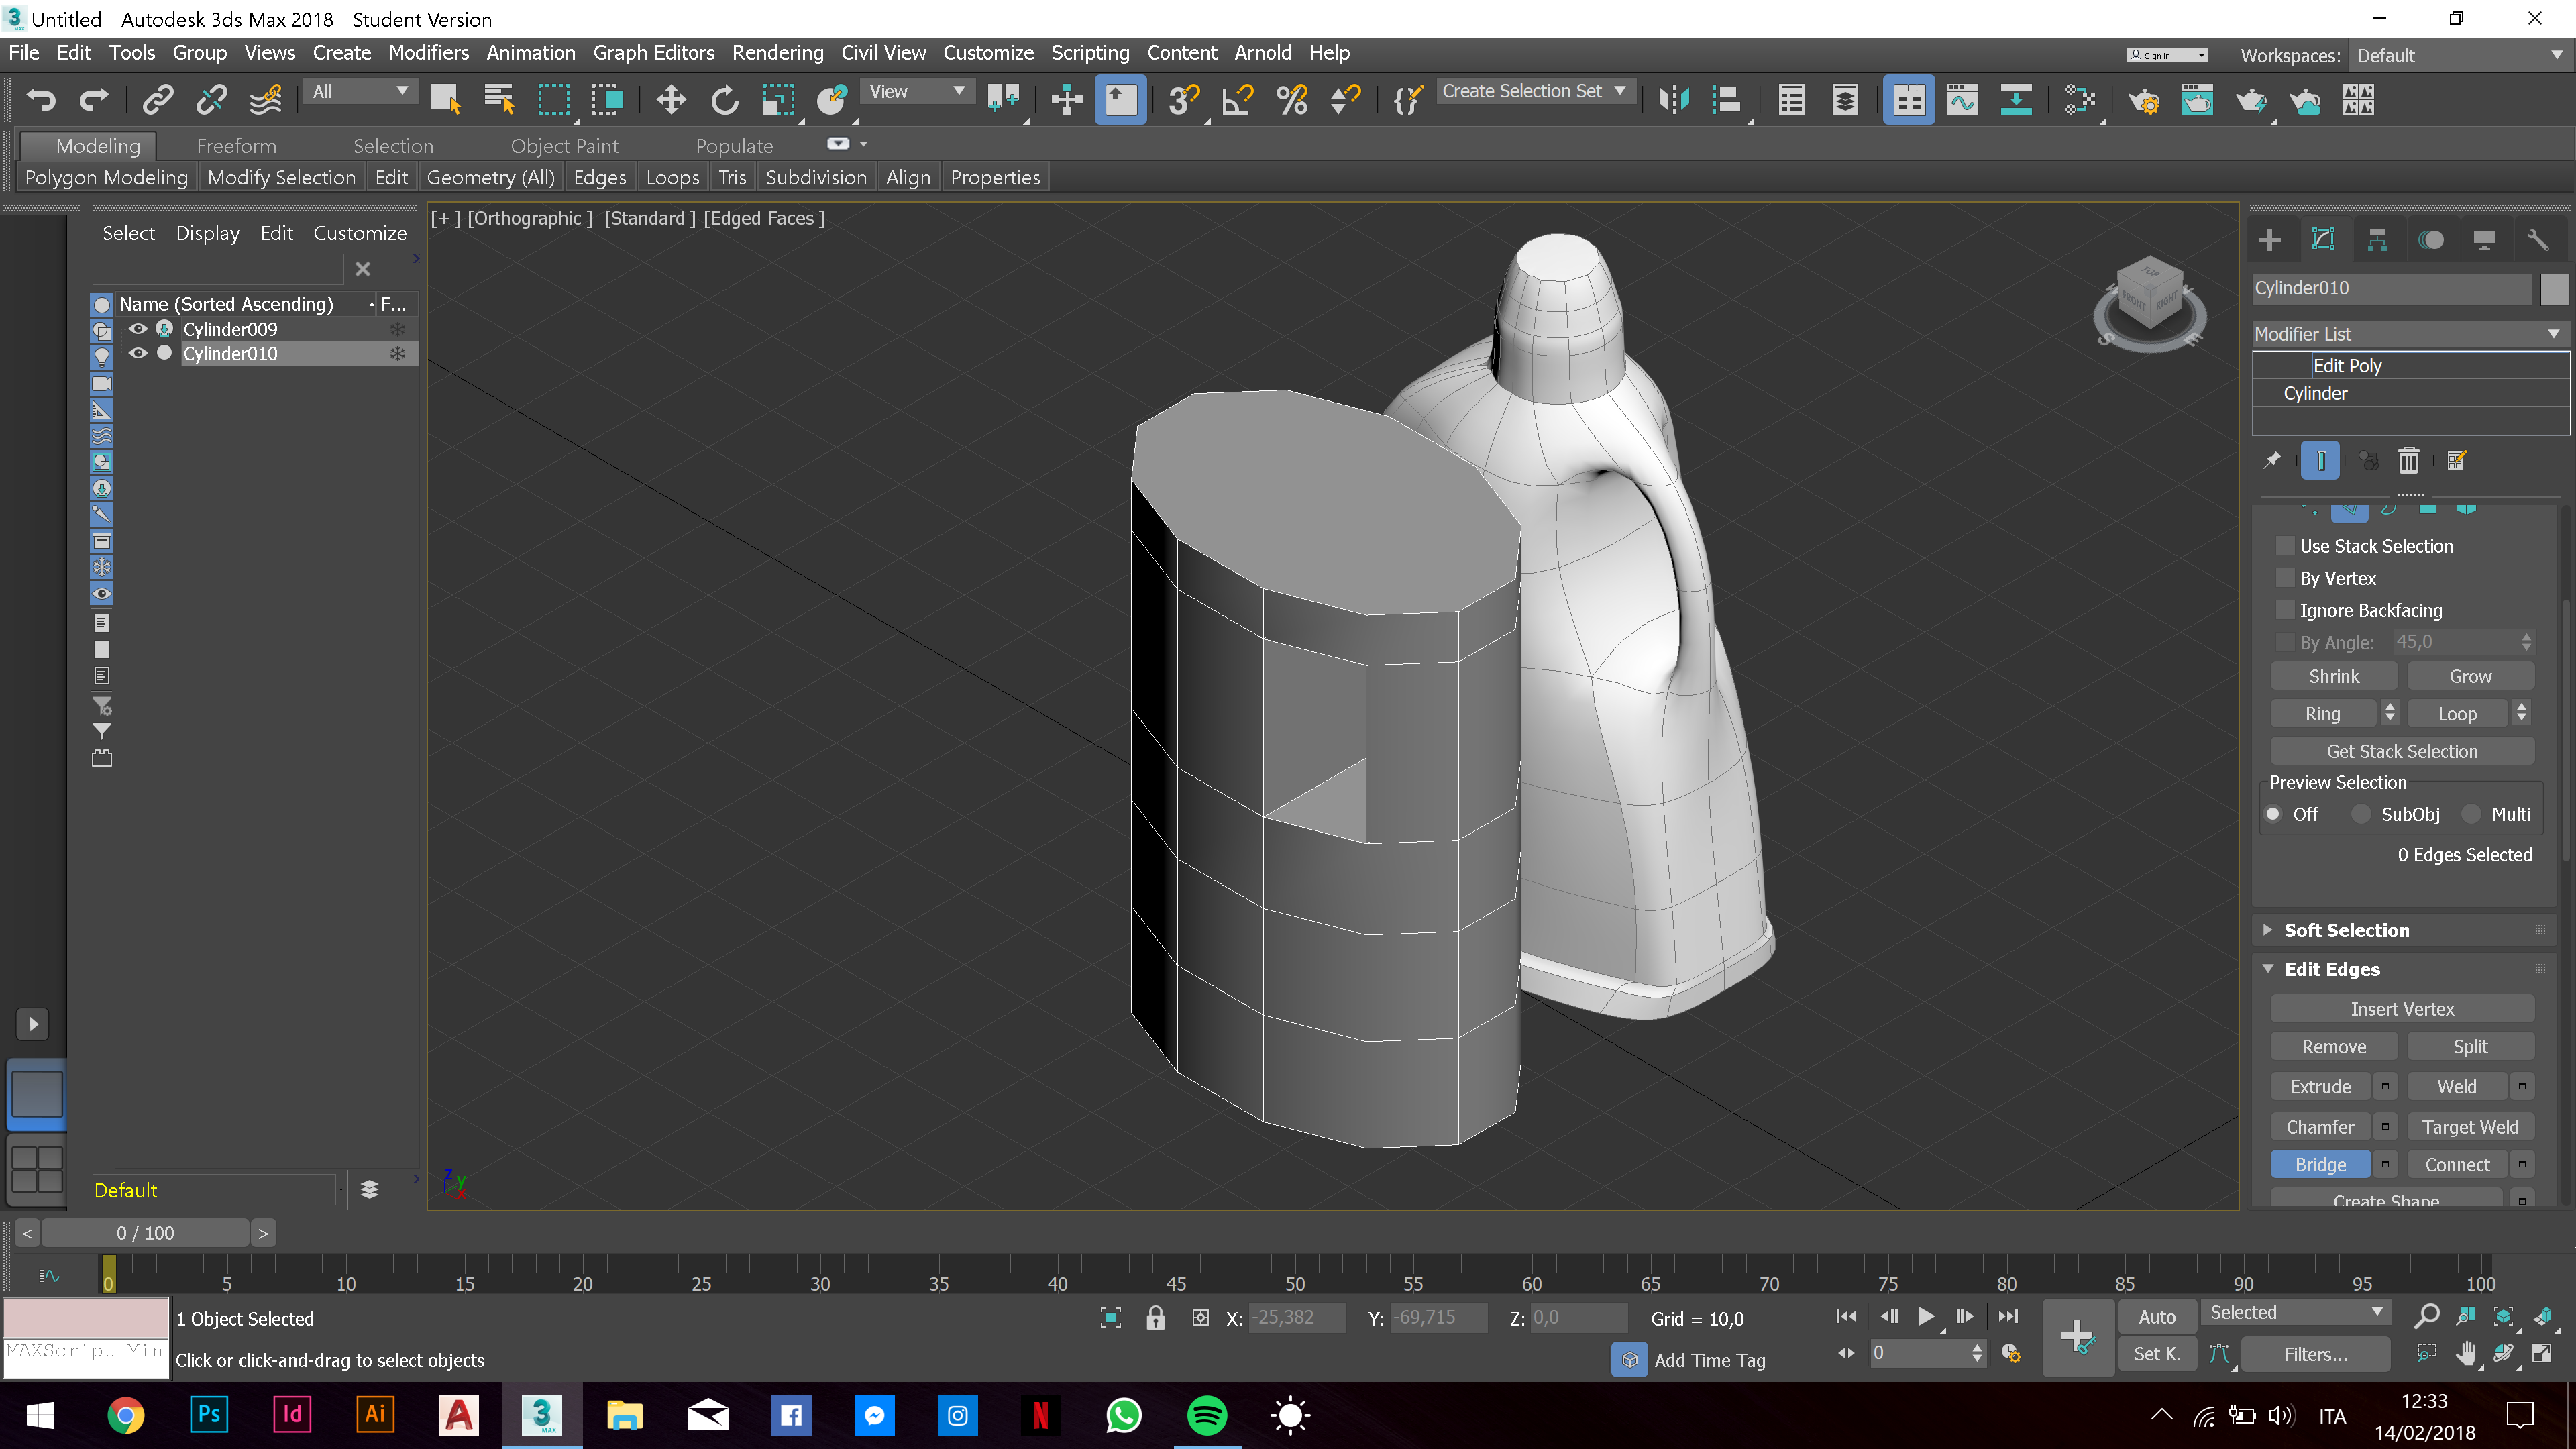 Untitled - Autodesk 3ds Max 2018 - Student Version
File Edit Tools Group Views Create Modifiers Animation Graph Editors Rendering Civil View Customize Scripting Content Arnold Help
Sign In Workspaces: Default
All View Create Selection Set
Modeling Freeform Selection Object Paint Populate
Polygon Modeling Modify Selection Edit Geometry (All) Edges Loops Tris Subdivision Align Properties
Select Display Edit Customize
Name (Sorted Ascending) F...
Cylinder009
Cylinder010
Default
[+] [Orthographic ] [Standard ] [Edged Faces ]
TOP
FRONT RIGHT
S E
z y x
Cylinder010
Modifier List
Edit Poly
Cylinder
Use Stack Selection
By Vertex
Ignore Backfacing
By Angle: 45,0
Shrink Grow
Ring Loop
Get Stack Selection
Preview Selection
Off SubObj Multi
0 Edges Selected
Soft Selection
Edit Edges
Insert Vertex
Remove Split
Extrude Weld
Chamfer Target Weld
Bridge Connect
Create Shape
< 0 / 100 >
0 5 10 15 20 25 30 35 40 45 50 55 60 65 70 75 80 85 90 95 100
1 Object Selected
X: -25,382 Y: -69,715 Z: 0,0 Grid = 10,0
Auto Selected
MAXScript Min
Click or click-and-drag to select objects
Add Time Tag
0
Set K. Filters...
Ps Id Ai A 3 MAX f N
ITA
12:33
14/02/2018